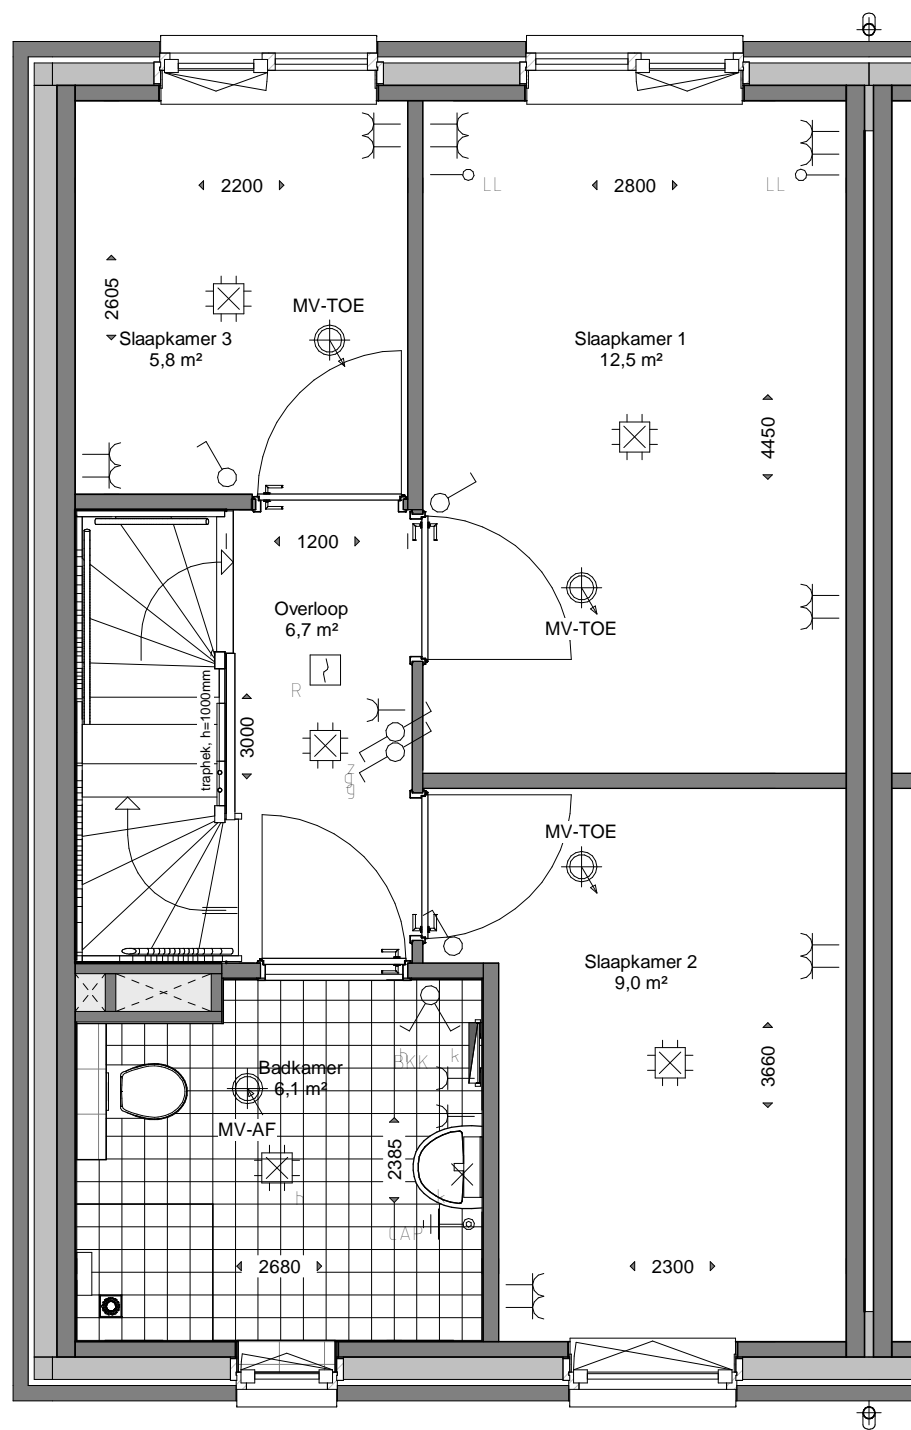 2200
2800
LL
LL
2605
MV-TOE
Slaapkamer 3
5,8 m²
Slaapkamer 1
12,5 m²
4450
1200
Overloop
6,7 m²
MV-TOE
R
traphek, h=1000mm
3000
z
g
g
MV-TOE
Slaapkamer 2
9,0 m²
BKK
h
k
Badkamer
6,1 m²
3660
MV-AF
2385
h
k
CAP
2680
2300